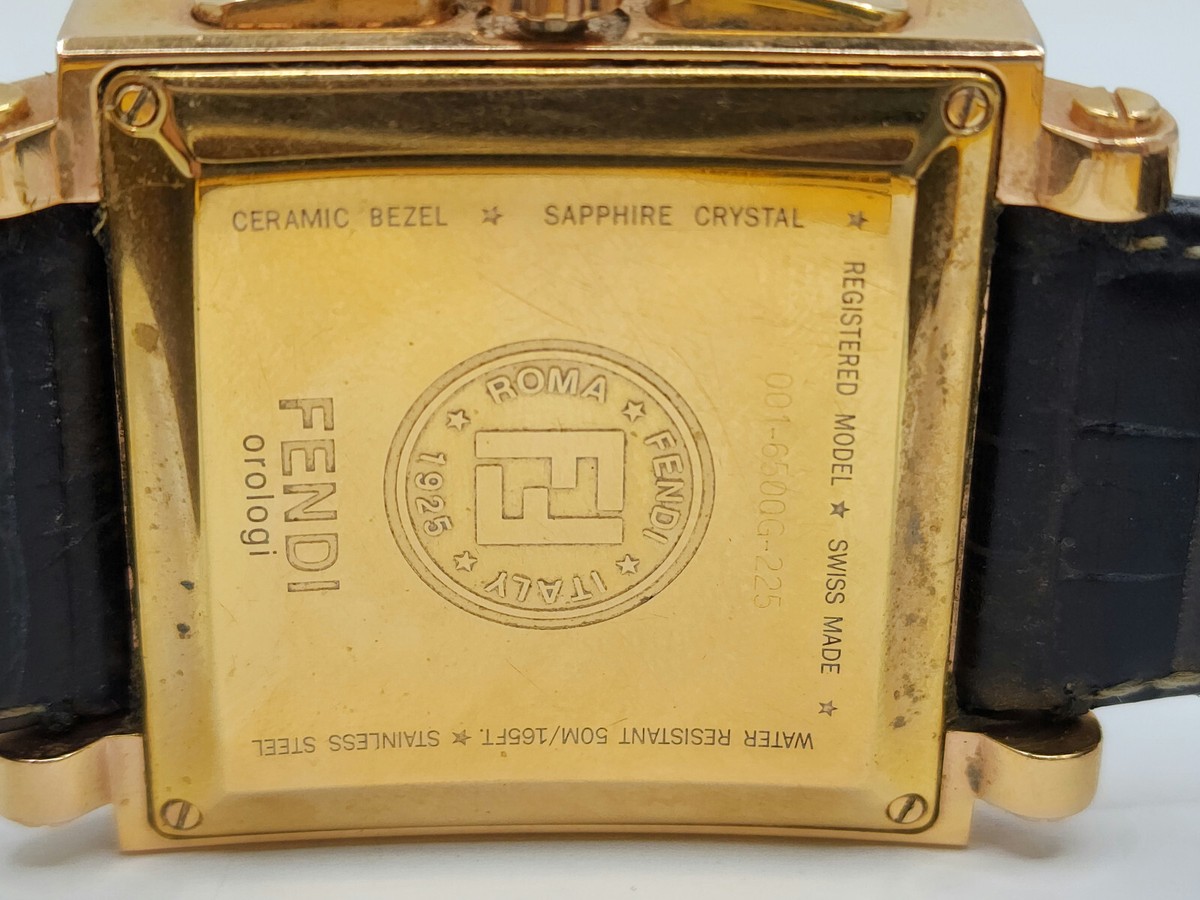 CERAMIC BEZEL ☆ SAPPHIRE CRYSTAL ☆
REGISTERED MODEL ☆ SWISS MADE ☆
WATER RESISTANT 50M/165FT. ☆ STAINLESS STEEL
001-6500G-225
ROMA ☆ FENDI ☆ ITALY ☆ 1925 ☆
FENDI
orologi